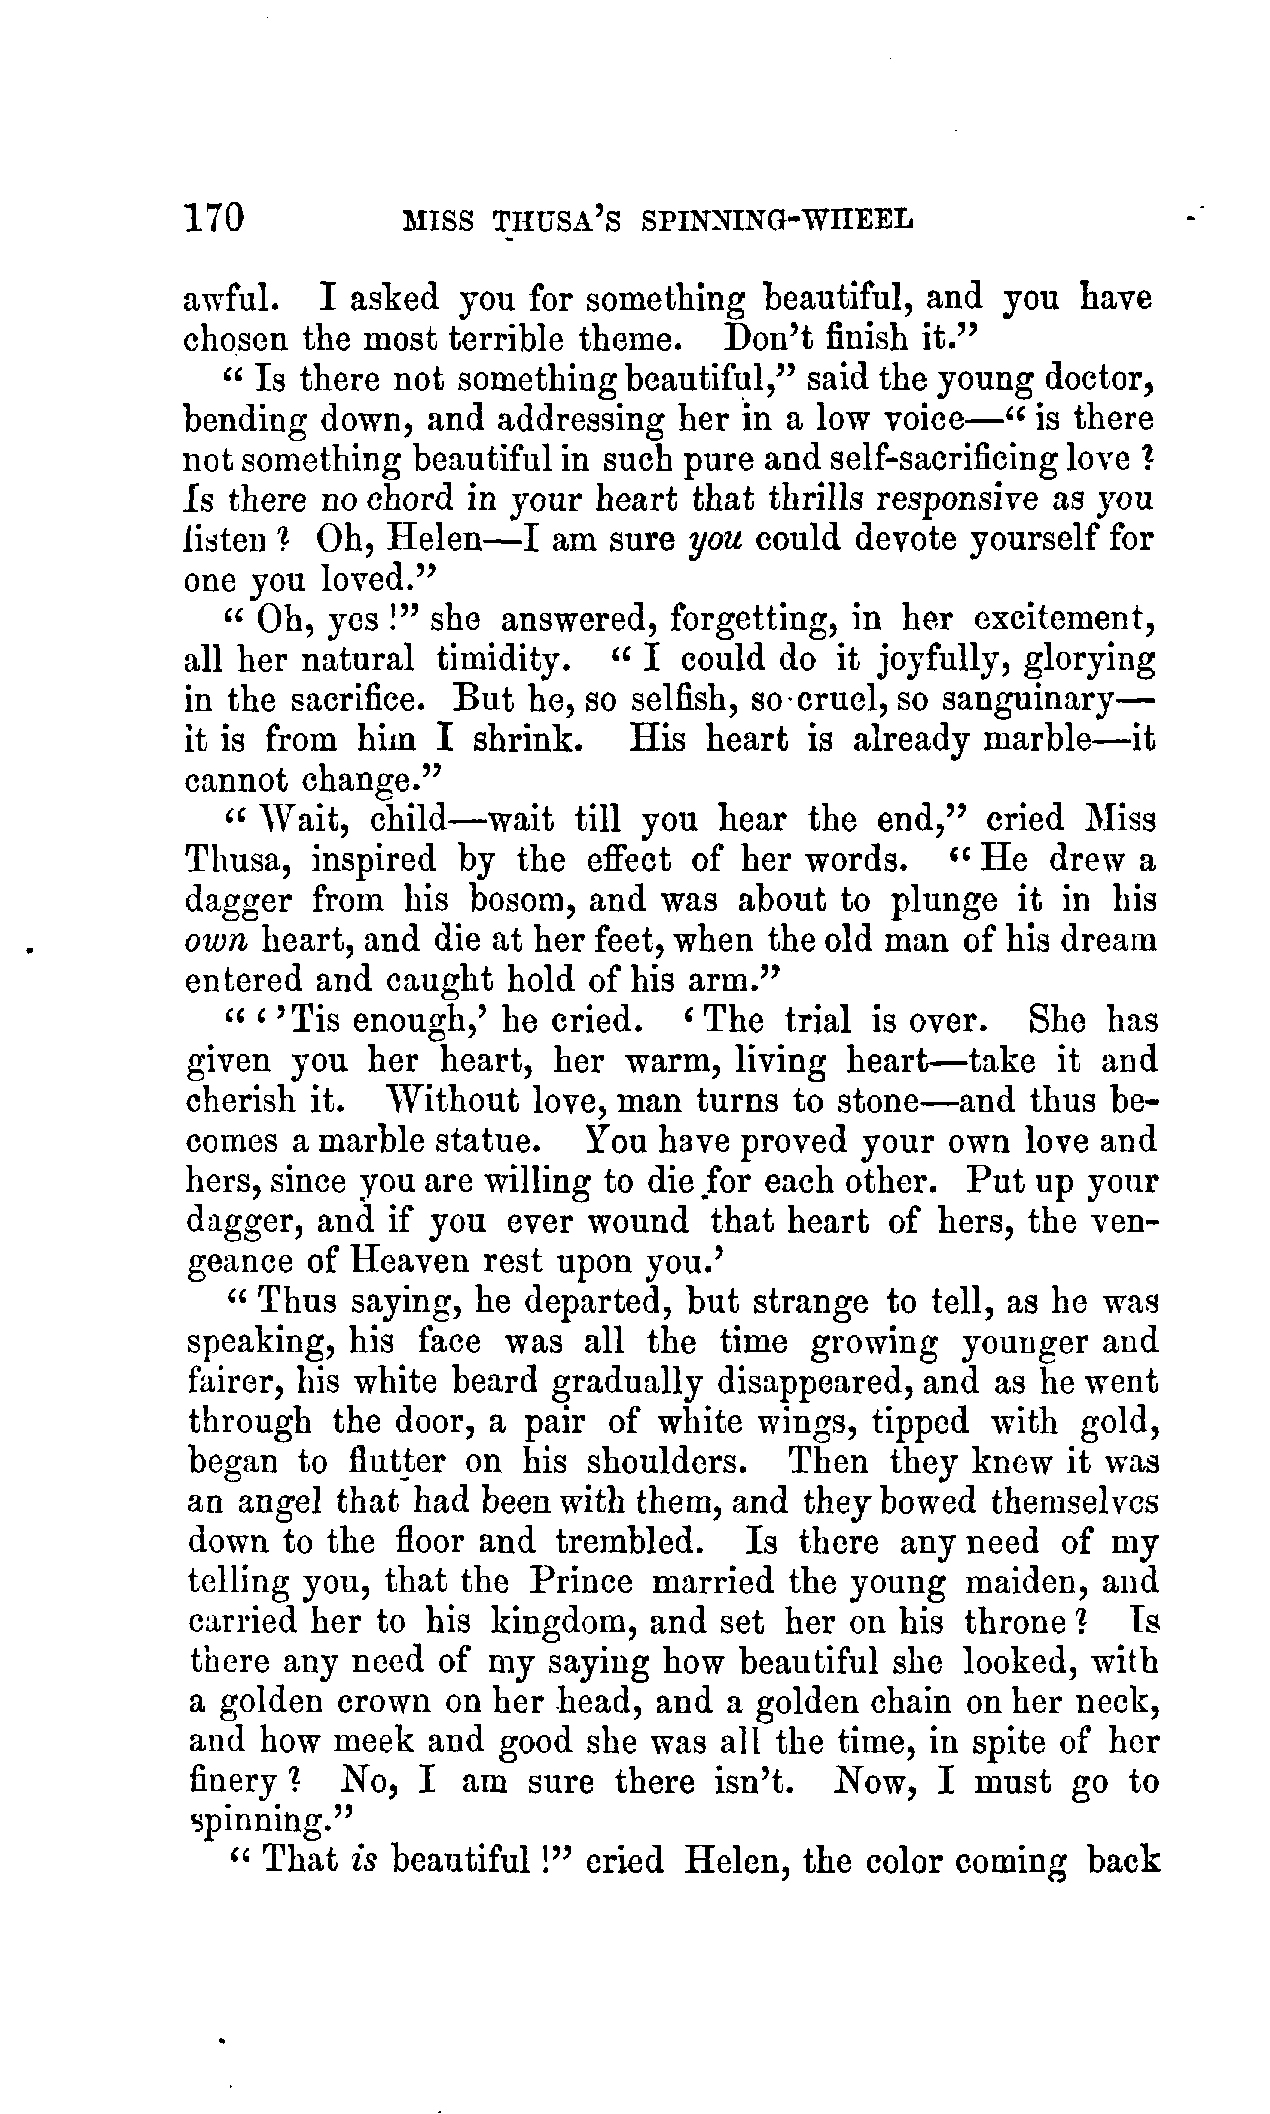 170 MISS THUSA'S SPINNING-WHEEL
awful. I asked you for something beautiful, and you have
chosen the most terrible theme. Don't finish it."
" Is there not something beautiful," said the young doctor,
bending down, and addressing her in a low voice—" is there
not something beautiful in such pure and self-sacrificing love ?
Is there no chord in your heart that thrills responsive as you
listen ? Oh, Helen—I am sure you could devote yourself for
one you loved."
" Oh, yes !" she answered, forgetting, in her excitement,
all her natural timidity. " I could do it joyfully, glorying
in the sacrifice. But he, so selfish, so cruel, so sanguinary—
it is from him I shrink. His heart is already marble—it
cannot change."
" Wait, child—wait till you hear the end," cried Miss
Thusa, inspired by the effect of her words. " He drew a
dagger from his bosom, and was about to plunge it in his
own heart, and die at her feet, when the old man of his dream
entered and caught hold of his arm."
" ' 'Tis enough,' he cried. ' The trial is over. She has
given you her heart, her warm, living heart—take it and
cherish it. Without love, man turns to stone—and thus be-
comes a marble statue. You have proved your own love and
hers, since you are willing to die for each other. Put up your
dagger, and if you ever wound that heart of hers, the ven-
geance of Heaven rest upon you.'
" Thus saying, he departed, but strange to tell, as he was
speaking, his face was all the time growing younger and
fairer, his white beard gradually disappeared, and as he went
through the door, a pair of white wings, tipped with gold,
began to flutter on his shoulders. Then they knew it was
an angel that had been with them, and they bowed themselves
down to the floor and trembled. Is there any need of my
telling you, that the Prince married the young maiden, and
carried her to his kingdom, and set her on his throne ? Is
there any need of my saying how beautiful she looked, with
a golden crown on her head, and a golden chain on her neck,
and how meek and good she was all the time, in spite of her
finery ? No, I am sure there isn't. Now, I must go to
spinning."
" That is beautiful !" cried Helen, the color coming back